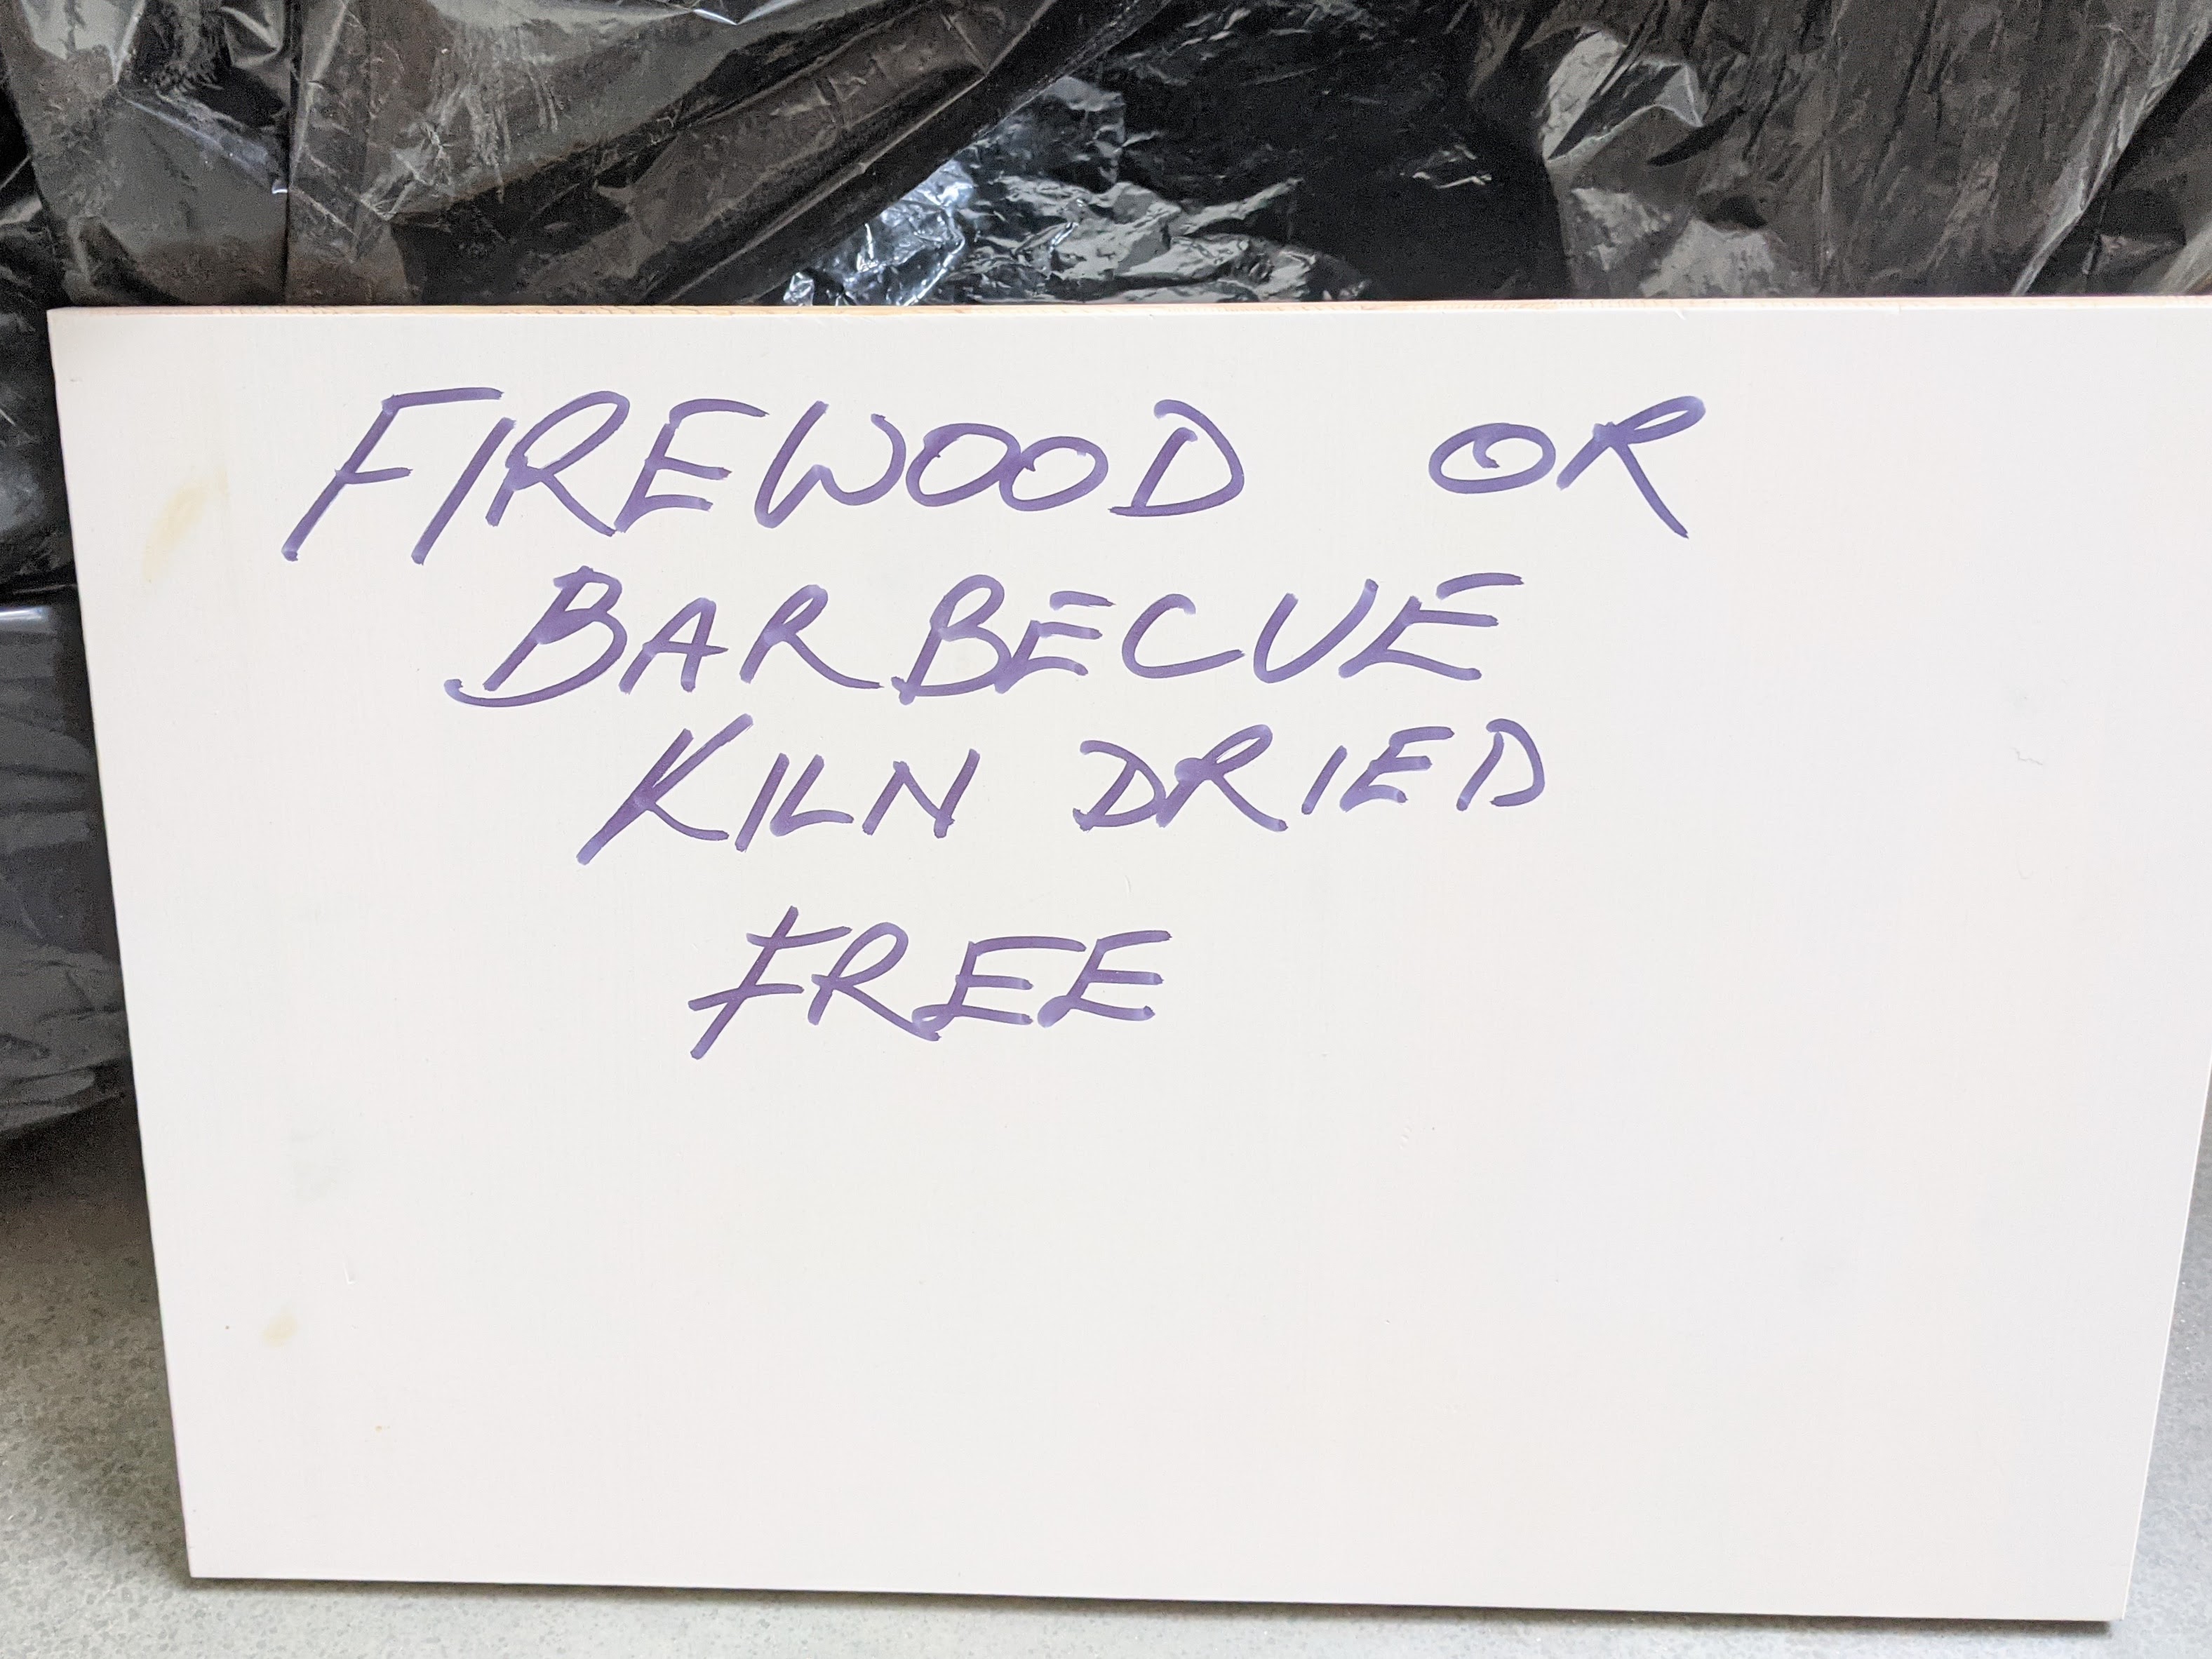 FIREWOOD OR
BARBECUE
KILN DRIED
FREE